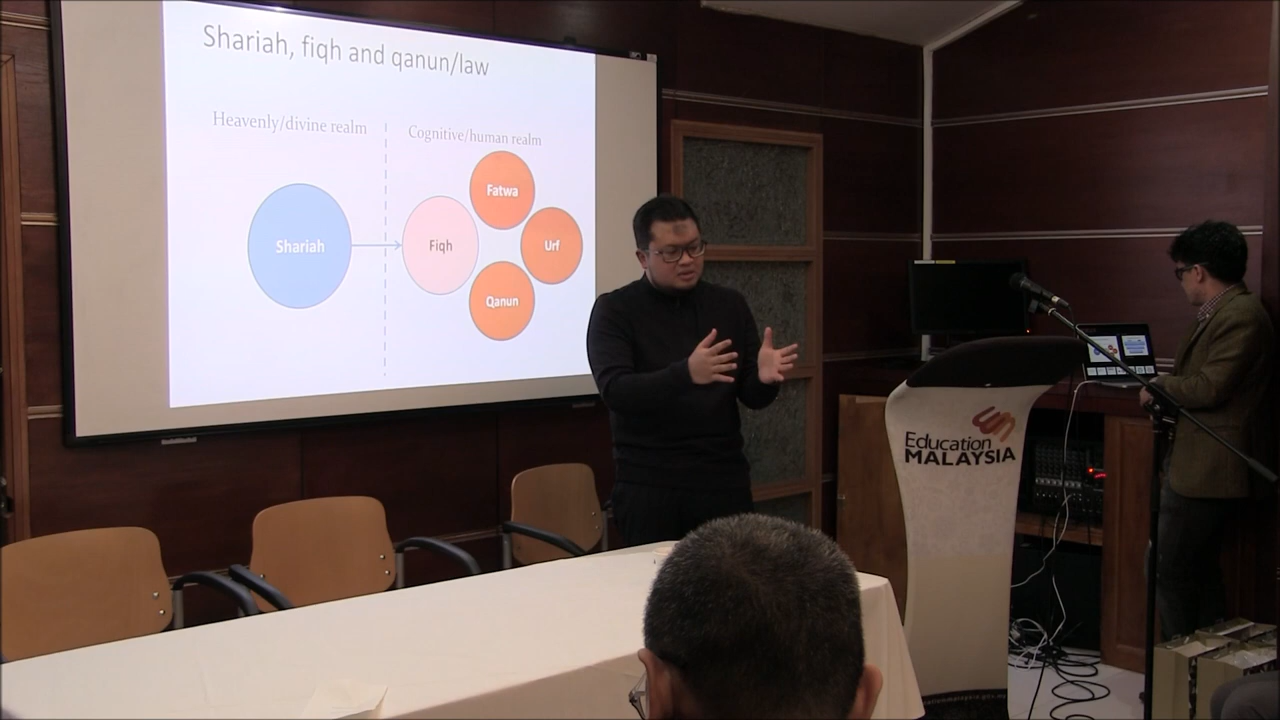 Shariah, fiqh and qanun/law
Heavenly/divine realm
Cognitive/human realm
Fatwa
Shariah
Fiqh
Urf
Qanun
Education
MALAYSIA